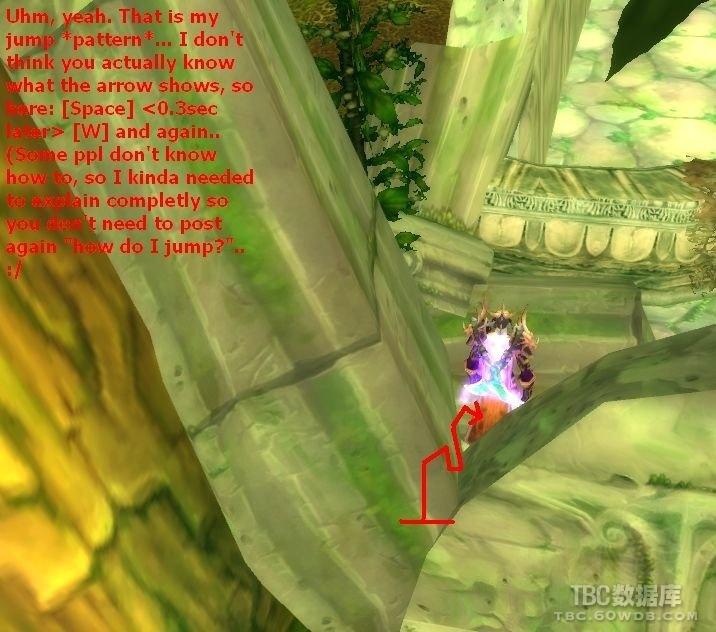 Uhm, yeah. That is my
jump *pattern*... I don't
think you actually know
what the arrow shows, so
here: [Space] <0.3sec
later> [W] and again..
(Some ppl don't know
how to, so I kinda needed
to explain completly so
you don't need to post
again "how do I jump?"..
:/
TBC数据库
TBC.60WDB.COM